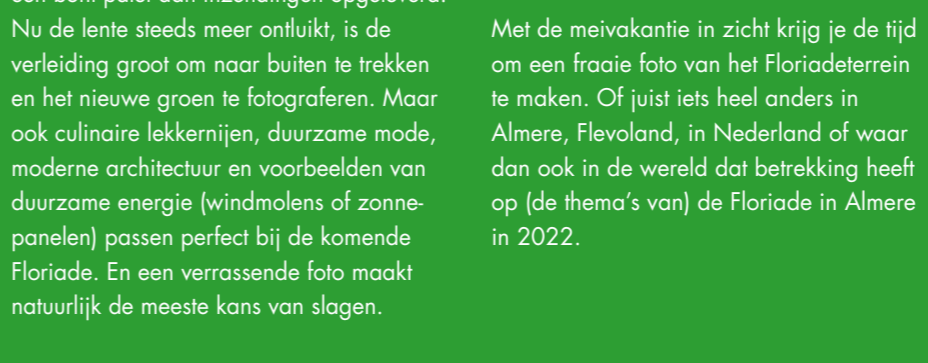 Nu de lente steeds meer ontluikt, is de
verleiding groot om naar buiten te trekken
en het nieuwe groen te fotograferen. Maar
ook culinaire lekkernijen, duurzame mode,
moderne architectuur en voorbeelden van
duurzame energie (windmolens of zonne-
panelen) passen perfect bij de komende
Floriade. En een verrassende foto maakt
natuurlijk de meeste kans van slagen.
Met de meivakantie in zicht krijg je de tijd
om een fraaie foto van het Floriadeterrein
te maken. Of juist iets heel anders in
Almere, Flevoland, in Nederland of waar
dan ook in de wereld dat betrekking heeft
op (de thema’s van) de Floriade in Almere
in 2022.